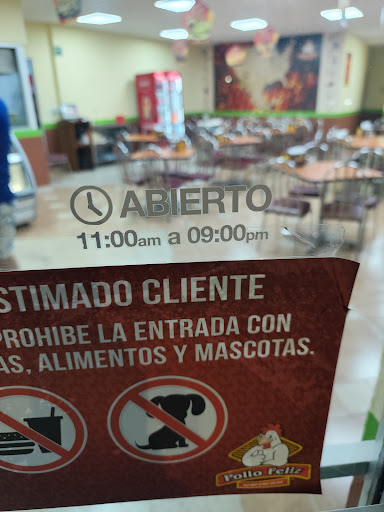 ABIERTO
11:00am a 09:00pm
STIMADO CLIENTE
PROHIBE LA ENTRADA CON
AS, ALIMENTOS Y MASCOTAS.
Pollo Feliz